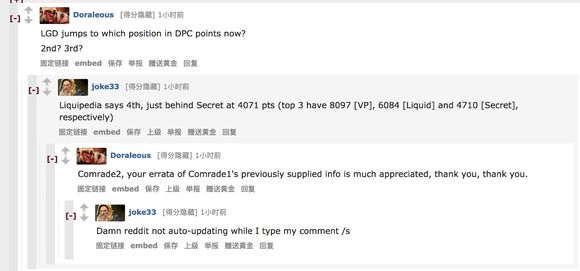 [-]
Doraleous [得分隐藏] 1小时前
LGD jumps to which position in DPC points now?
2nd? 3rd?
固定链接 embed 保存 举报 赠送黄金 回复
[-]
joke33 [得分隐藏] 1小时前
Liquipedia says 4th, just behind Secret at 4071 pts (top 3 have 8097 [VP], 6084 [Liquid] and 4710 [Secret],
respectively)
固定链接 embed 保存 上级 举报 赠送黄金 回复
[-]
Doraleous [得分隐藏] 1小时前
Comrade2, your errata of Comrade1's previously supplied info is much appreciated, thank you, thank you.
固定链接 embed 保存 上级 举报 赠送黄金 回复
[-]
joke33 [得分隐藏] 1小时前
Damn reddit not auto-updating while I type my comment /s
固定链接 embed 保存 上级 举报 赠送黄金 回复